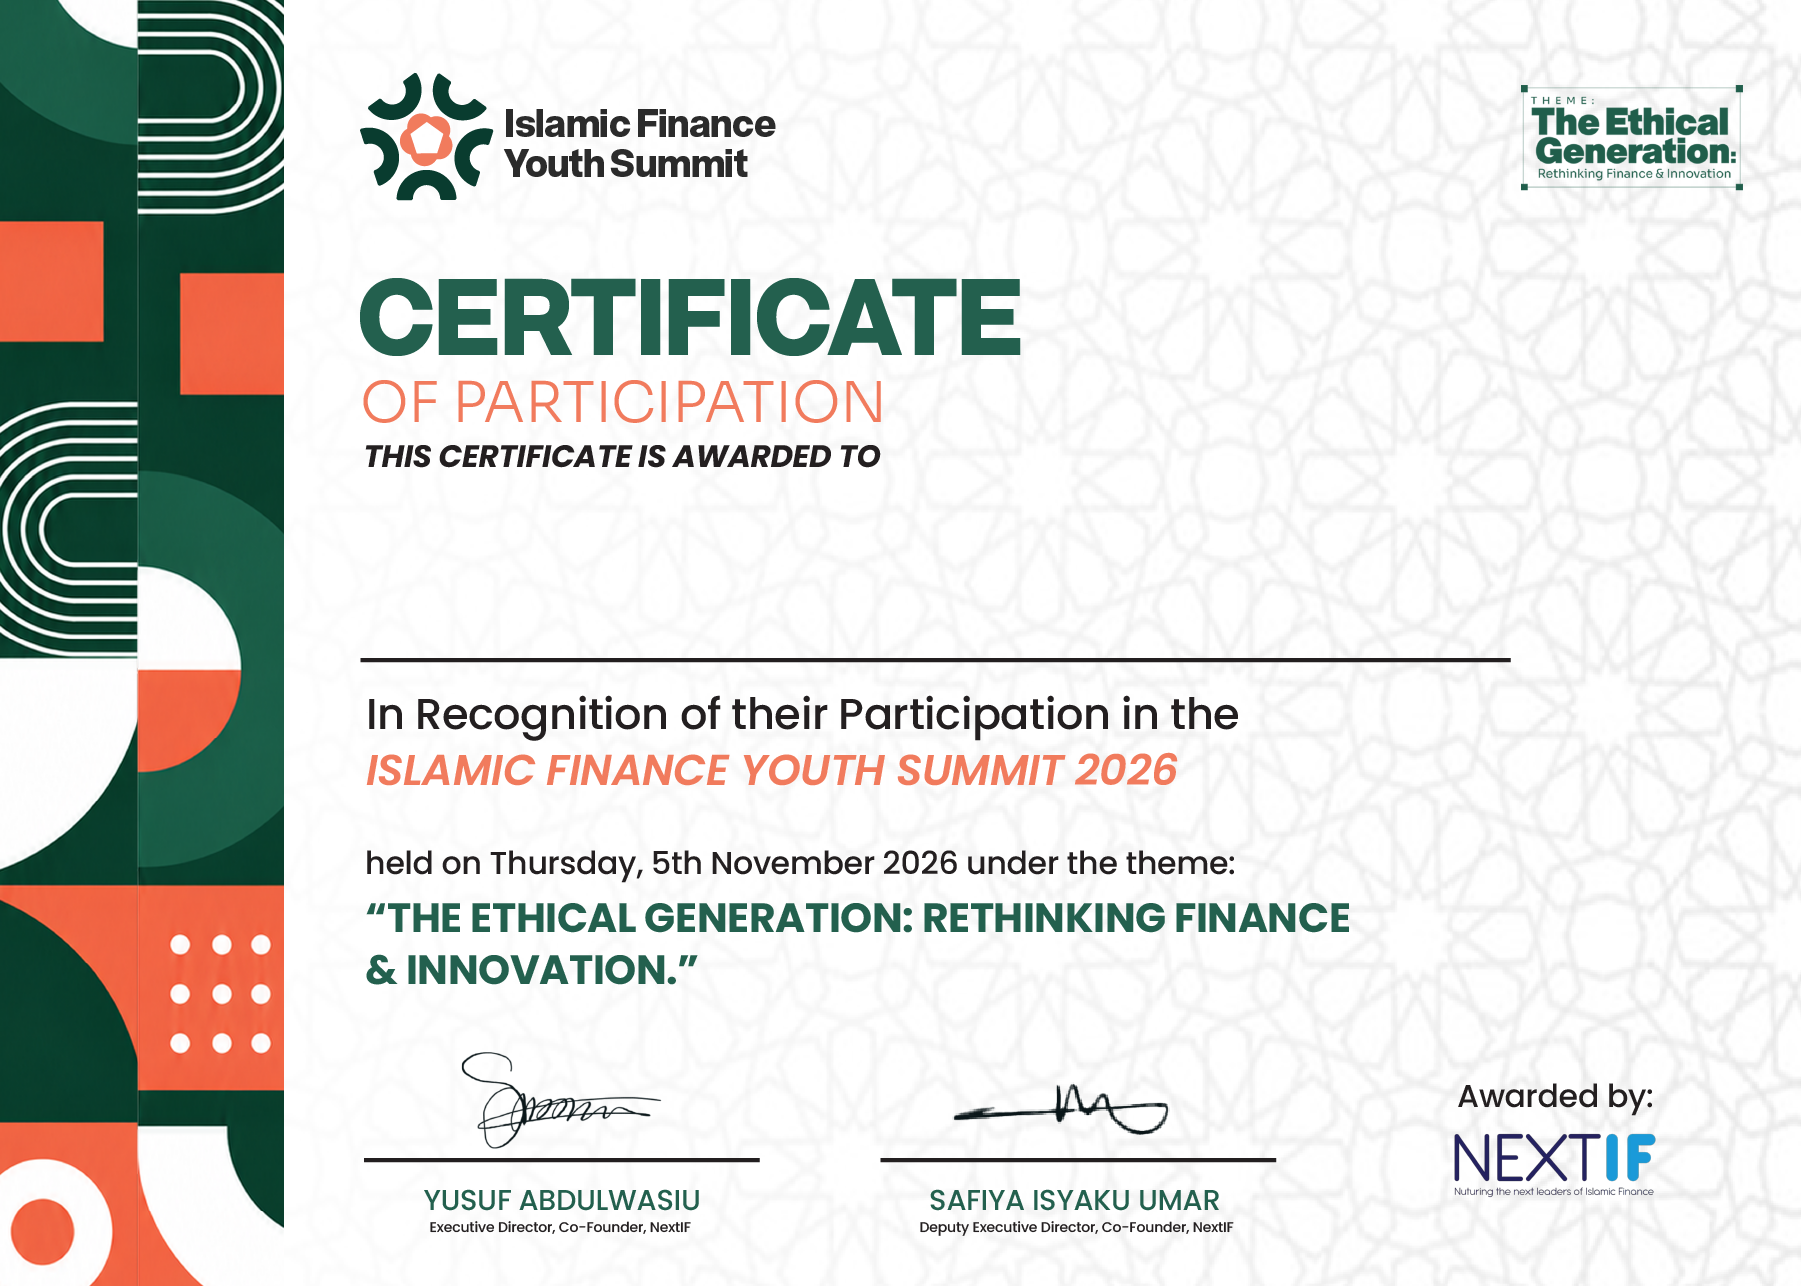 Islamic Finance
Youth Summit
THEME:
The Ethical
Generation:
Rethinking Finance & Innovation
CERTIFICATE
OF PARTICIPATION
THIS CERTIFICATE IS AWARDED TO
In Recognition of their Participation in the
ISLAMIC FINANCE YOUTH SUMMIT 2026
held on Thursday, 5th November 2026 under the theme:
“THE ETHICAL GENERATION: RETHINKING FINANCE
& INNOVATION.”
YUSUF ABDULWASIU
Executive Director, Co-Founder, NextIF
SAFIYA ISYAKU UMAR
Deputy Executive Director, Co-Founder, NextIF
Awarded by:
NEXTIF
Nuturing the next leaders of Islamic Finance